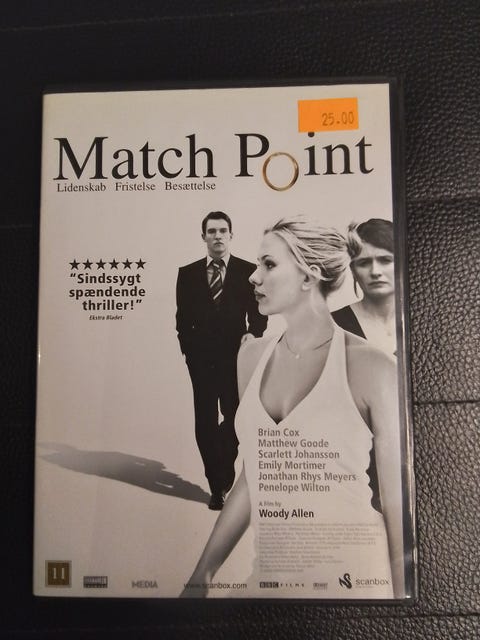 25.00
Match Point
Lidenskab Fristelse Besættelse
★★★★★★
"Sindssygt
spændende
thriller!"
Ekstra Bladet
Brian Cox
Matthew Goode
Scarlett Johansson
Emily Mortimer
Jonathan Rhys Meyers
Penelope Wilton
A film by
Woody Allen
11
MEDIA
www.scanbox.com
BBC FILMS
scanbox